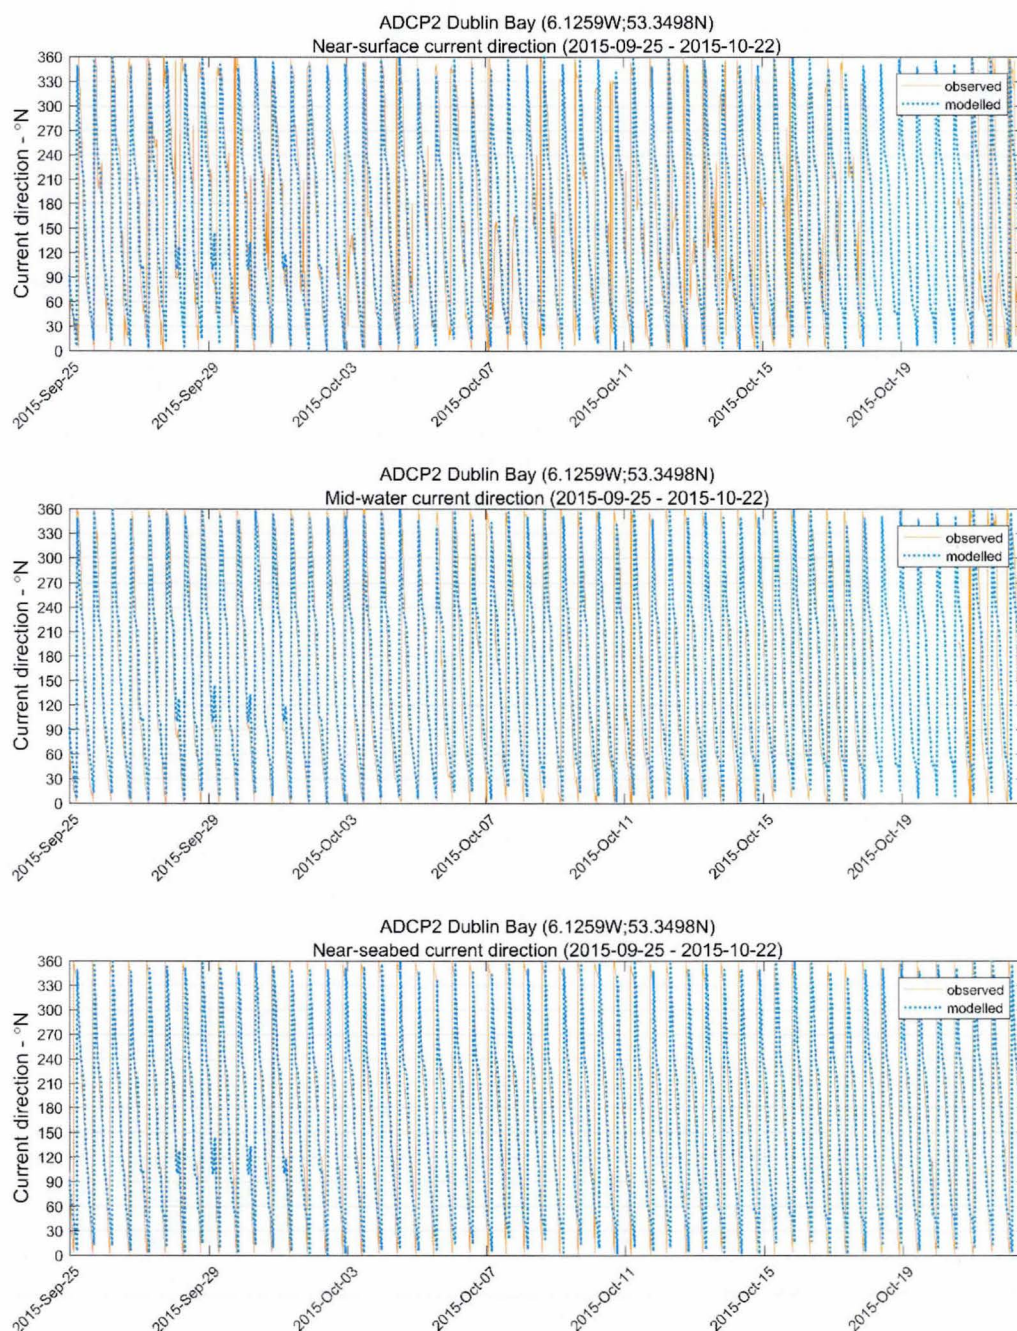 ADCP2 Dublin Bay (6.1259W;53.3498N)
Near-surface current direction (2015-09-25 - 2015-10-22)
Current direction - °N
360
330
300
270
240
210
180
150
120
90
60
30
0
observed
modelled
2015-Sep-25
2015-Sep-29
2015-Oct-03
2015-Oct-07
2015-Oct-11
2015-Oct-15
2015-Oct-19
ADCP2 Dublin Bay (6.1259W;53.3498N)
Mid-water current direction (2015-09-25 - 2015-10-22)
Current direction - °N
360
330
300
270
240
210
180
150
120
90
60
30
0
observed
modelled
2015-Sep-25
2015-Sep-29
2015-Oct-03
2015-Oct-07
2015-Oct-11
2015-Oct-15
2015-Oct-19
ADCP2 Dublin Bay (6.1259W;53.3498N)
Near-seabed current direction (2015-09-25 - 2015-10-22)
Current direction - °N
360
330
300
270
240
210
180
150
120
90
60
30
0
observed
modelled
2015-Sep-25
2015-Sep-29
2015-Oct-03
2015-Oct-07
2015-Oct-11
2015-Oct-15
2015-Oct-19